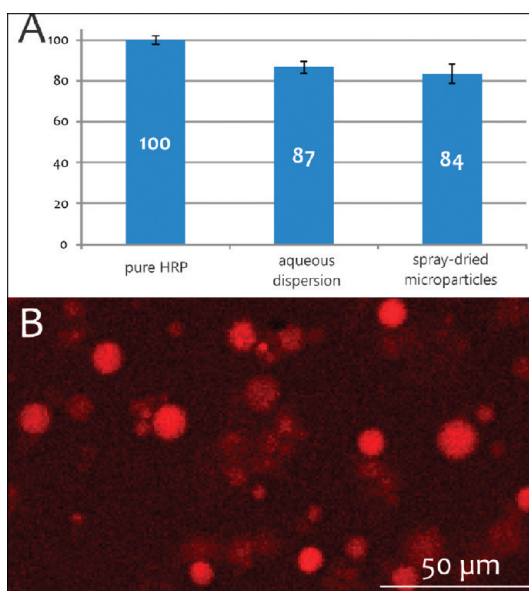 A
100
80
60
40
20
0
100
87
84
pure HRP
aqueous
dispersion
spray-dried
microparticles
B
50 µm